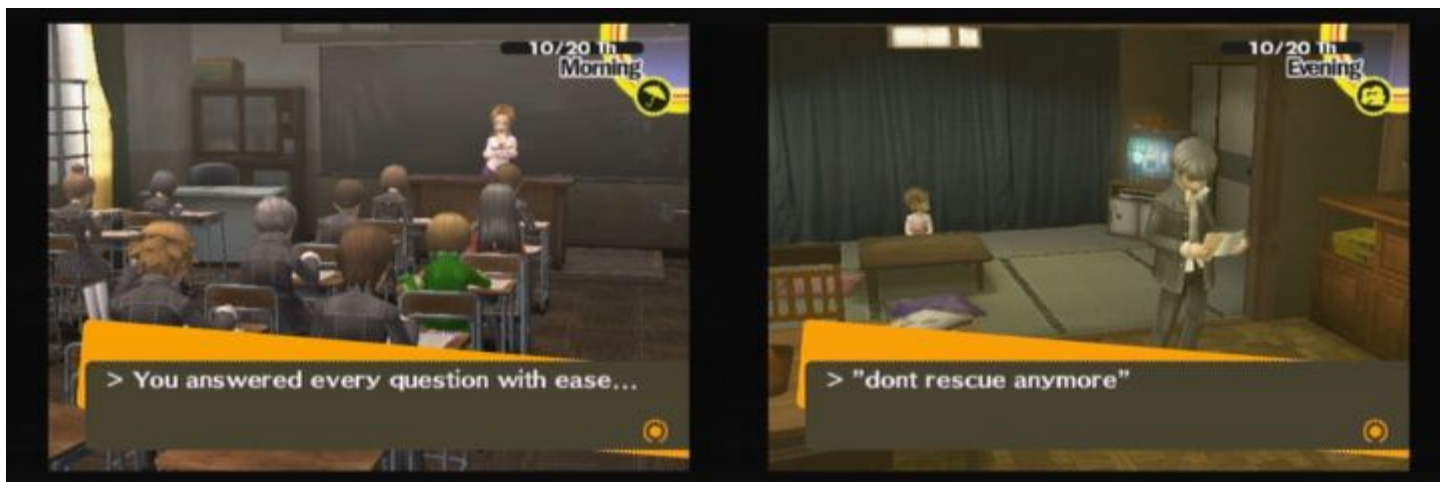 10/20 Th
Morning
> You answered every question with ease...
10/20 Th
Evening
> "dont rescue anymore"